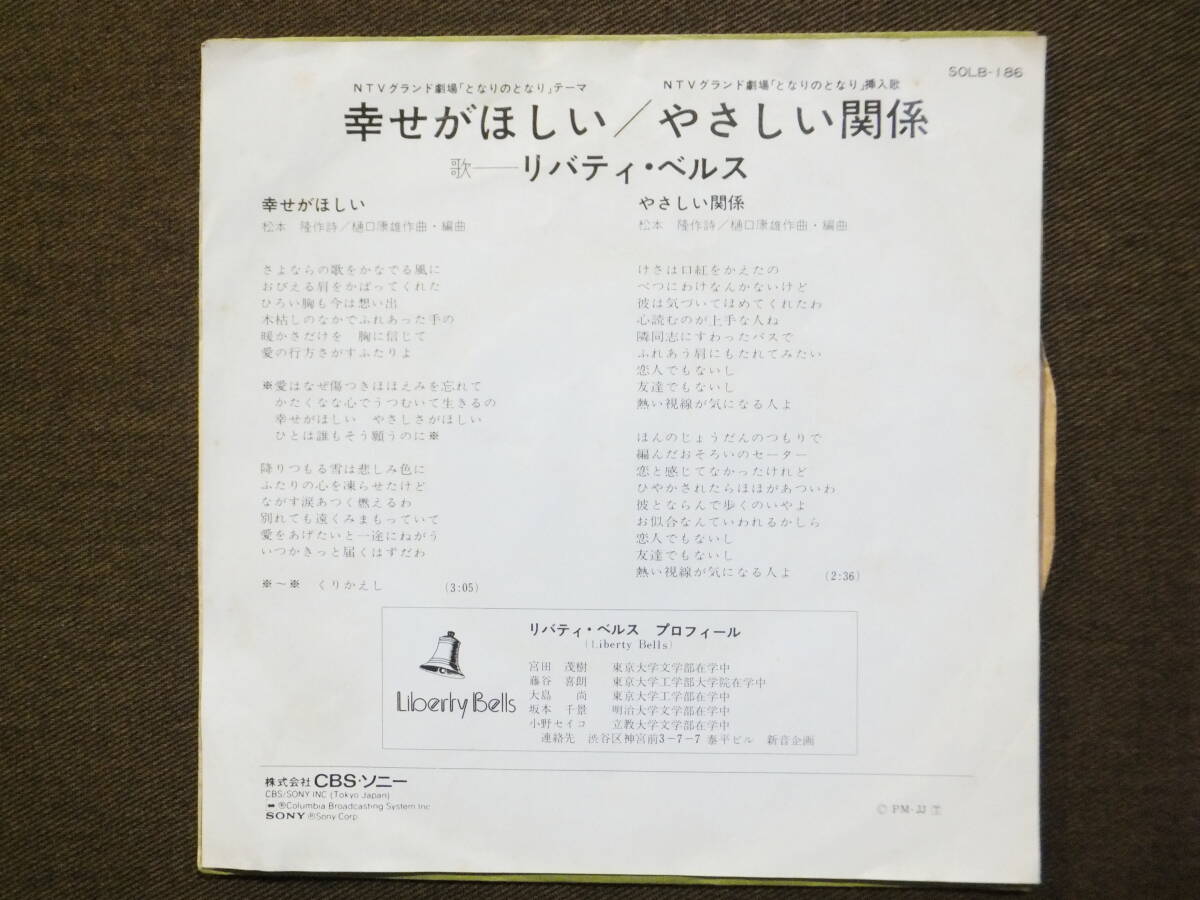 SOLB-186
NTVグランド劇場「となりのとなり」テーマ
NTVグランド劇場「となりのとなり」挿入歌
幸せがほしい／やさしい関係
歌──リバティ・ベルス
幸せがほしい
松本　隆作詩／樋口康雄作曲・編曲
さよならの歌をかなでる風に
おびえる肩をかばってくれた
ひろい胸も今は想い出
木枯しのなかでふれあった手の
暖かさだけを　胸に信じて
愛の行方さがすふたりよ
※愛はなぜ傷つきほほえみを忘れて
かたくなな心でうつむいて生きるの
幸せがほしい　やさしさがほしい
ひとは誰もそう願うのに※
降りつもる雪は悲しみ色に
ふたりの心を凍らせたけど
ながす涙あつく燃えるわ
別れても遠くみまもっていて
愛をあげたいと一途にねがう
いつかきっと届くはずだわ
※〜※　くりかえし　(3:05)
やさしい関係
松本　隆作詩／樋口康雄作曲・編曲
けさは口紅をかえたの
べつにわけなんかないけど
彼は気づいてほめてくれたわ
心読むのが上手な人ね
隣同志にすわったバスで
ふれあう肩にもたれてみたい
恋人でもないし
友達でもないし
熱い視線が気になる人よ
ほんのじょうだんのつもりで
編んだおそろいのセーター
恋と感じてなかったけれど
ひやかされたらほほがあついわ
彼とならんで歩くのいやよ
お似合なんていわれるかしら
恋人でもないし
友達でもないし
熱い視線が気になる人よ　(2:36)
Liberty Bells
リバティ・ベルス　プロフィール
(Liberty Bells)
宮田　茂樹　東京大学文学部在学中
藤谷　喜朗　東京大学工学部大学院在学中
大島　尚　東京大学工学部在学中
坂本　千景　明治大学文学部在学中
小野セイコ　立教大学文学部在学中
連絡先　渋谷区神宮前3-7-7 泰平ビル　新音企画
株式会社 CBS・ソニー
CBS/SONY INC (Tokyo Japan)
®Columbia Broadcasting System Inc
SONY ®Sony Corp
© PM-JJ